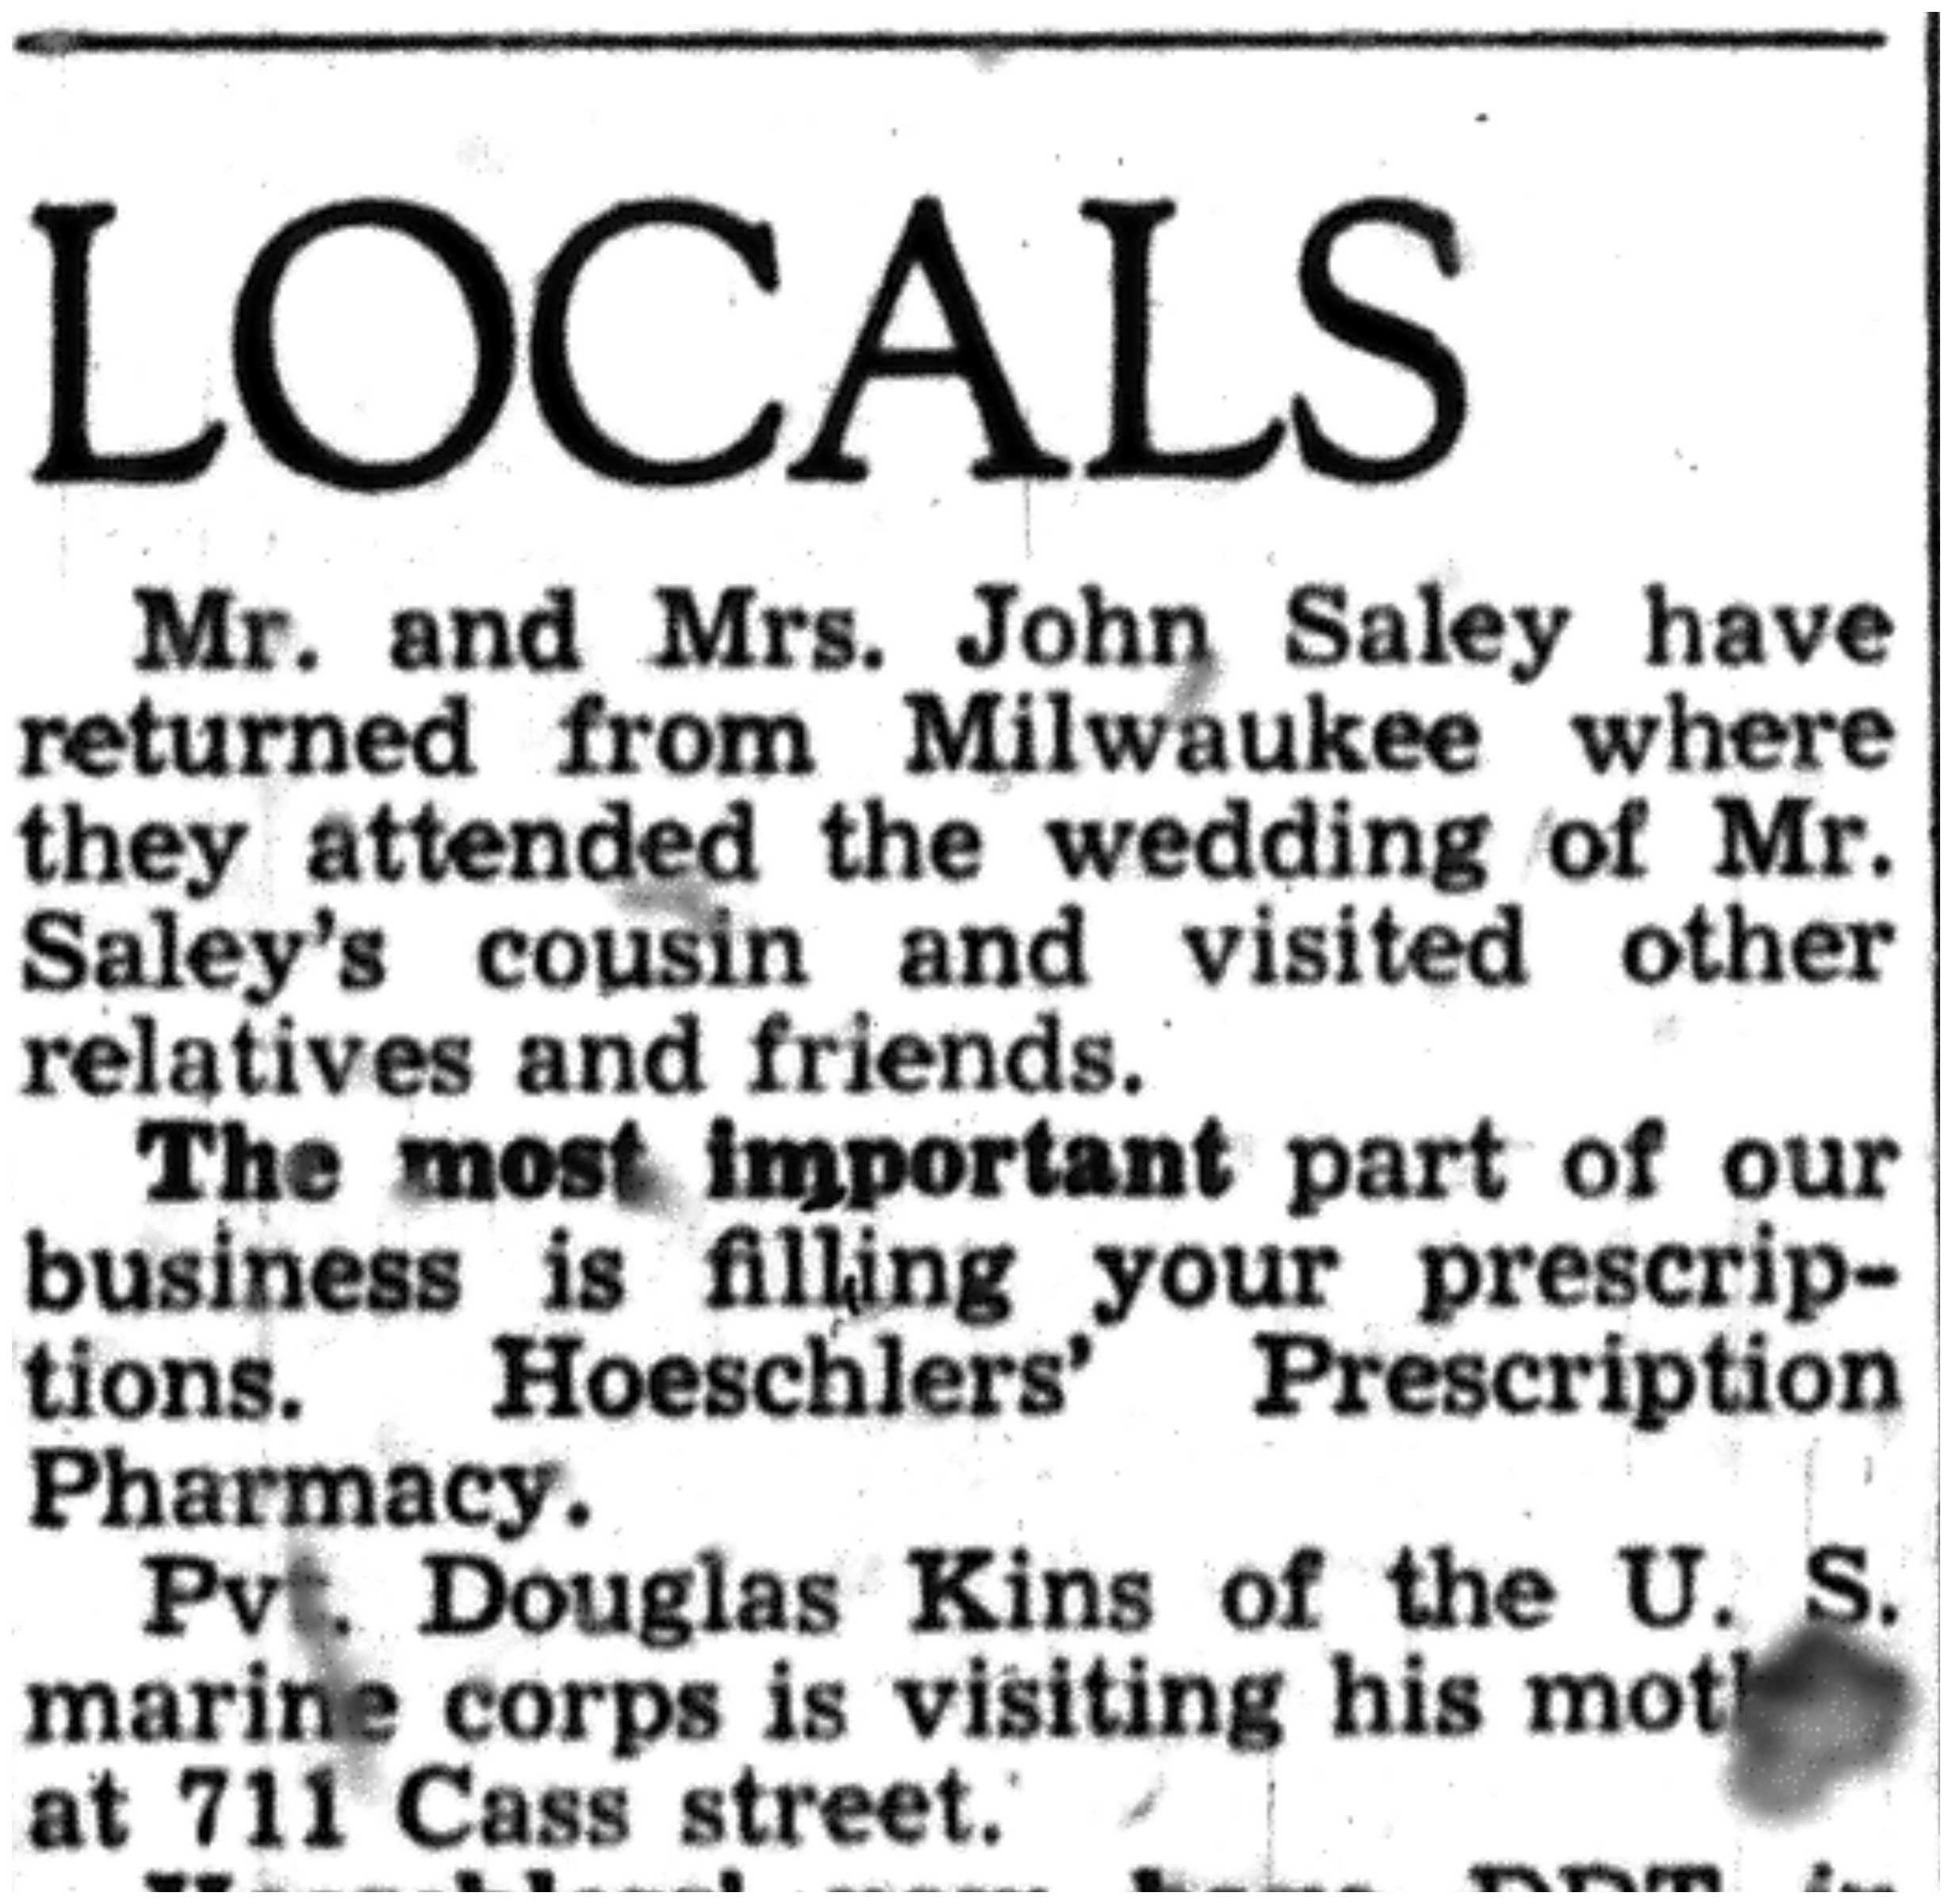 LOCALS
Mr. and Mrs. John Saley have
returned from Milwaukee where
they attended the wedding of Mr.
Saley's cousin and visited other
relatives and friends.
The most important part of our
business is filling your prescrip-
tions. Hoeschlers' Prescription
Pharmacy.
Pvt. Douglas Kins of the U. S.
marine corps is visiting his
at 711 Cass street.